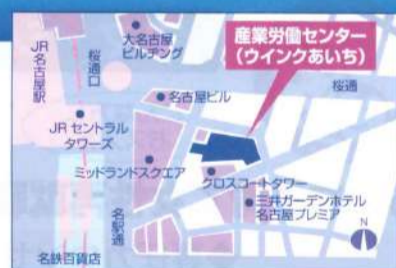 JR名古屋駅
桜通口
大名古屋
ビルヂング
産業労働センター
(ウインクあいち)
桜通
名古屋ビル
JR セントラル
タワーズ
ミッドランドスクエア
クロスコートタワー
三井ガーデンホテル
名古屋プレミア
名駅通
名鉄百貨店
N